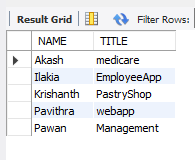 Result Grid Filter Rows:
NAME TITLE
Akash medicare
Ilakia EmployeeApp
Krishanth PastryShop
Pavithra webapp
Pawan Management